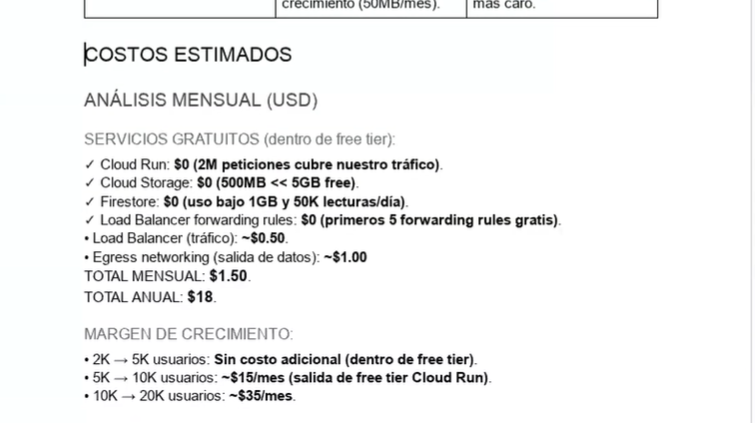 crecimiento (50MB/mes).
más caro.
COSTOS ESTIMADOS
ANÁLISIS MENSUAL (USD)
SERVICIOS GRATUITOS (dentro de free tier):
✓ Cloud Run: $0 (2M peticiones cubre nuestro tráfico).
✓ Cloud Storage: $0 (500MB << 5GB free).
✓ Firestore: $0 (uso bajo 1GB y 50K lecturas/día).
✓ Load Balancer forwarding rules: $0 (primeros 5 forwarding rules gratis).
• Load Balancer (tráfico): ~$0.50.
• Egress networking (salida de datos): ~$1.00
TOTAL MENSUAL: $1.50.
TOTAL ANUAL: $18.
MARGEN DE CRECIMIENTO:
• 2K → 5K usuarios: Sin costo adicional (dentro de free tier).
• 5K → 10K usuarios: ~$15/mes (salida de free tier Cloud Run).
• 10K → 20K usuarios: ~$35/mes.